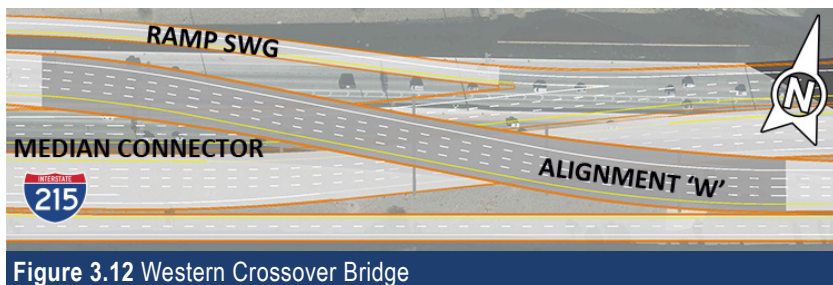 RAMP SWG
N
MEDIAN CONNECTOR
ALIGNMENT 'W'
INTERSTATE
215
Figure 3.12 Western Crossover Bridge